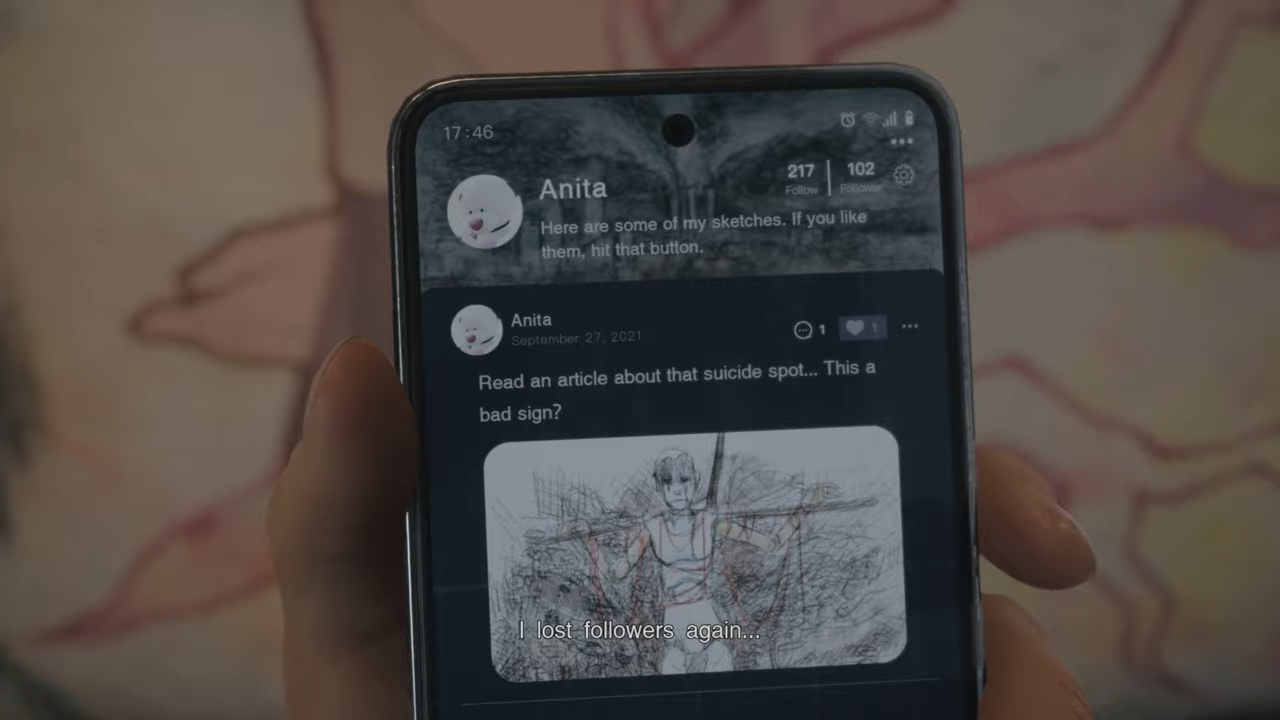 17:46
217 102
Follow Follower
Anita
Here are some of my sketches. If you like
them, hit that button.
Anita
September 27, 2021
1 1
Read an article about that suicide spot... This a
bad sign?
I lost followers again...